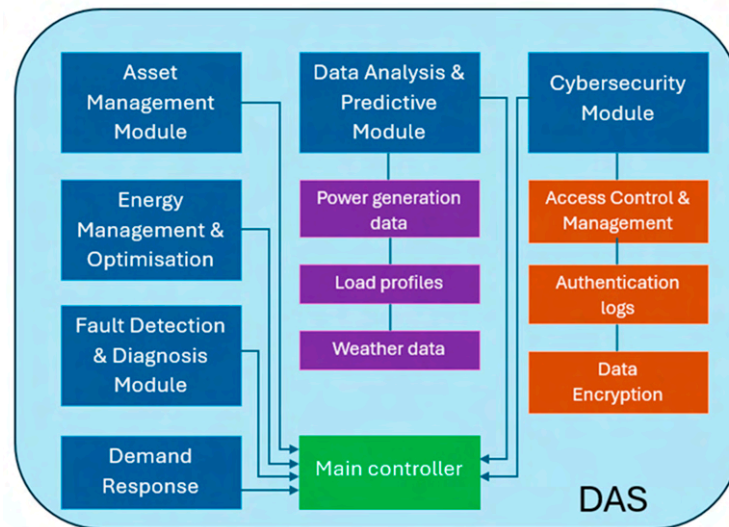 Asset
Management
Module
Data Analysis &
Predictive
Module
Cybersecurity
Module
Energy
Management &
Optimisation
Power generation
data
Access Control &
Management
Load profiles
Authentication
logs
Fault Detection
& Diagnosis
Module
Weather data
Data
Encryption
Demand
Response
Main controller
DAS